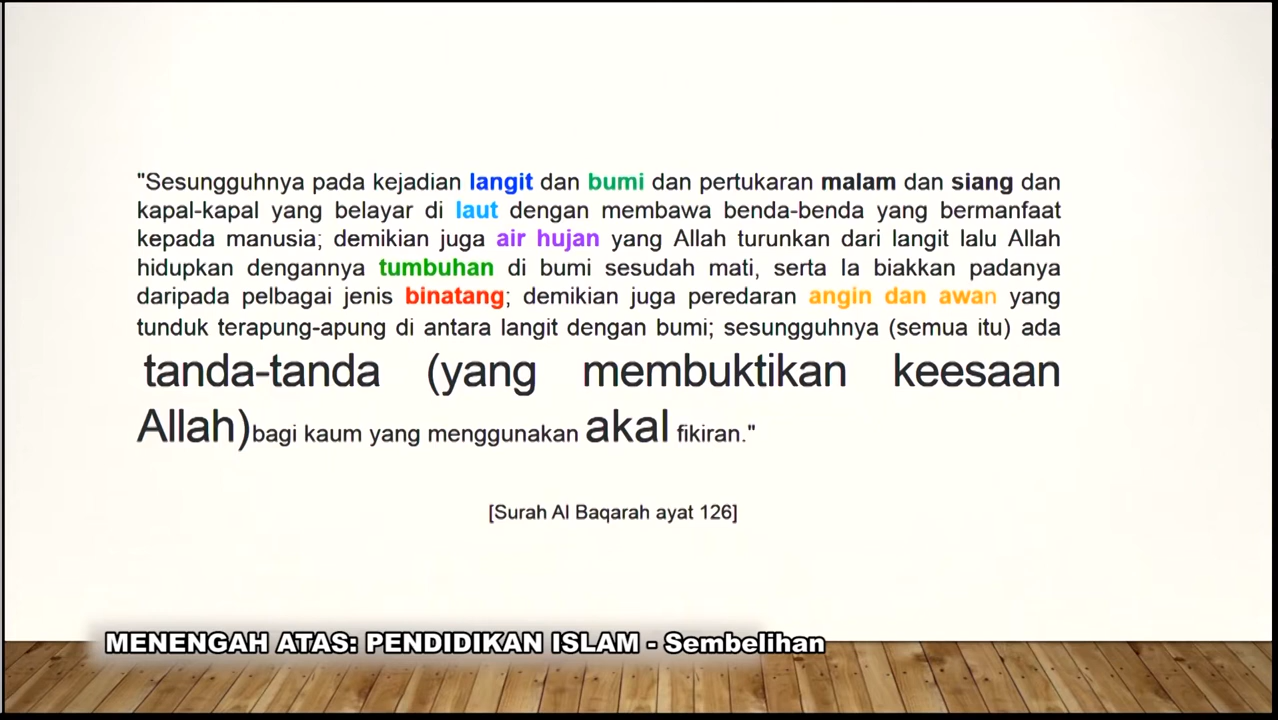 "Sesungguhnya pada kejadian langit dan bumi dan pertukaran malam dan siang dan
kapal-kapal yang belayar di laut dengan membawa benda-benda yang bermanfaat
kepada manusia; demikian juga air hujan yang Allah turunkan dari langit lalu Allah
hidupkan dengannya tumbuhan di bumi sesudah mati, serta Ia biakkan padanya
daripada pelbagai jenis binatang; demikian juga peredaran angin dan awan yang
tunduk terapung-apung di antara langit dengan bumi; sesungguhnya (semua itu) ada
tanda-tanda (yang membuktikan keesaan
Allah)bagi kaum yang menggunakan akal fikiran."
[Surah Al Baqarah ayat 126]
MENENGAH ATAS: PENDIDIKAN ISLAM - Sembelihan